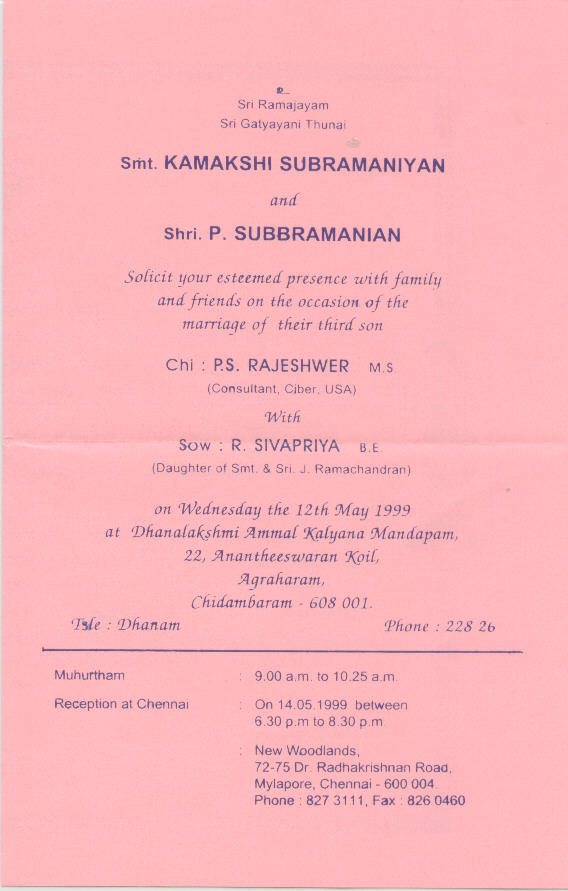 உ
Sri Ramajayam
Sri Gatyayani Thunai
Smt. KAMAKSHI SUBRAMANIYAN
and
Shri. P. SUBBRAMANIAN
Solicit your esteemed presence with family
and friends on the occasion of the
marriage of their third son
Chi : P.S. RAJESHWER M.S.
(Consultant, Ciber, USA)
With
Sow : R. SIVAPRIYA B.E.
(Daughter of Smt. & Sri. J. Ramachandran)
on Wednesday the 12th May 1999
at Dhanalakshmi Ammal Kalyana Mandapam,
22, Anantheeswaran Koil,
Agraharam,
Chidambaram - 608 001.
Tele : Dhanam Phone : 228 26
Muhurtham : 9.00 a.m. to 10.25 a.m.
Reception at Chennai : On 14.05.1999 between
6.30 p.m to 8.30 p.m.
: New Woodlands,
72-75 Dr. Radhakrishnan Road,
Mylapore, Chennai - 600 004.
Phone : 827 3111, Fax : 826 0460